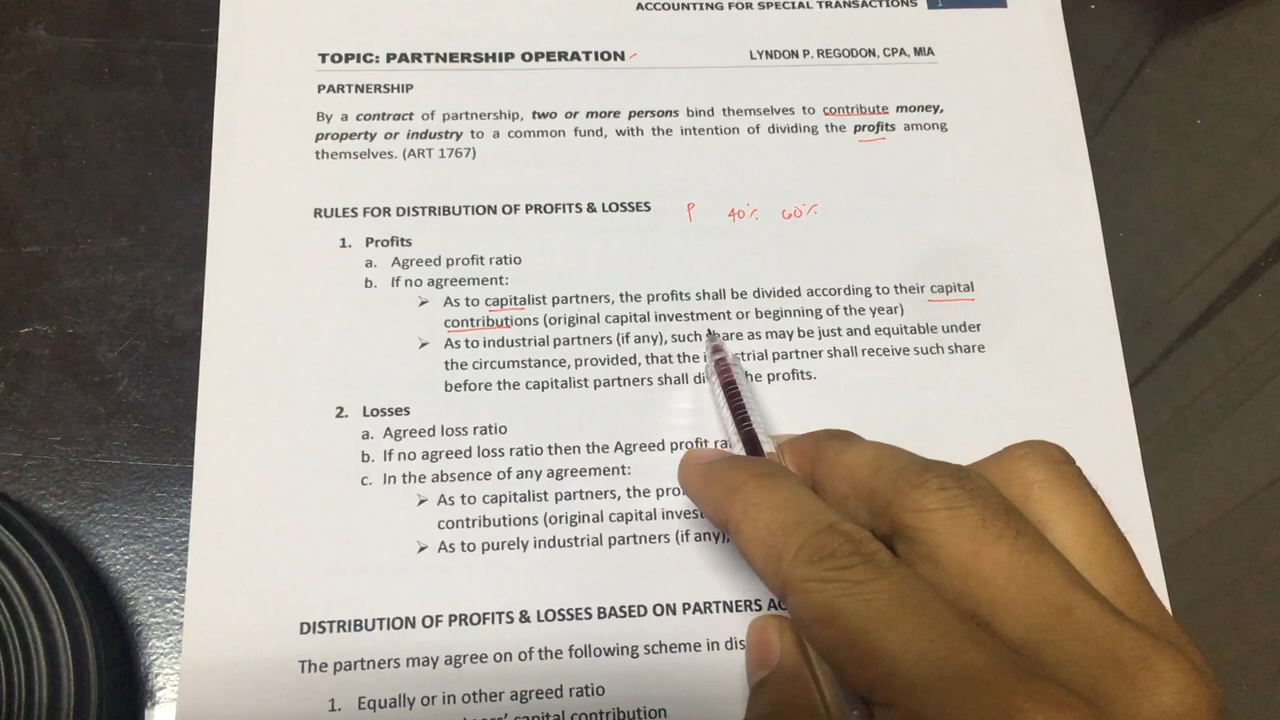 ACCOUNTING FOR SPECIAL TRANSACTIONS 1
TOPIC: PARTNERSHIP OPERATION LYNDON P. REGODON, CPA, MIA
PARTNERSHIP
By a contract of partnership, two or more persons bind themselves to contribute money,
property or industry to a common fund, with the intention of dividing the profits among
themselves. (ART 1767)
RULES FOR DISTRIBUTION OF PROFITS & LOSSES P 40% 60%
1. Profits
a. Agreed profit ratio
b. If no agreement:
➢ As to capitalist partners, the profits shall be divided according to their capital
contributions (original capital investment or beginning of the year)
➢ As to industrial partners (if any), such share as may be just and equitable under
the circumstance, provided, that the industrial partner shall receive such share
before the capitalist partners shall the profits.
2. Losses
a. Agreed loss ratio
b. If no agreed loss ratio then the Agreed profit
c. In the absence of any agreement:
➢ As to capitalist partners, the
contributions (original capital
➢ As to purely industrial partners (if any),
DISTRIBUTION OF PROFITS & LOSSES BASED ON PARTNERS
The partners may agree on of the following scheme in
1. Equally or in other agreed ratio
capital contribution